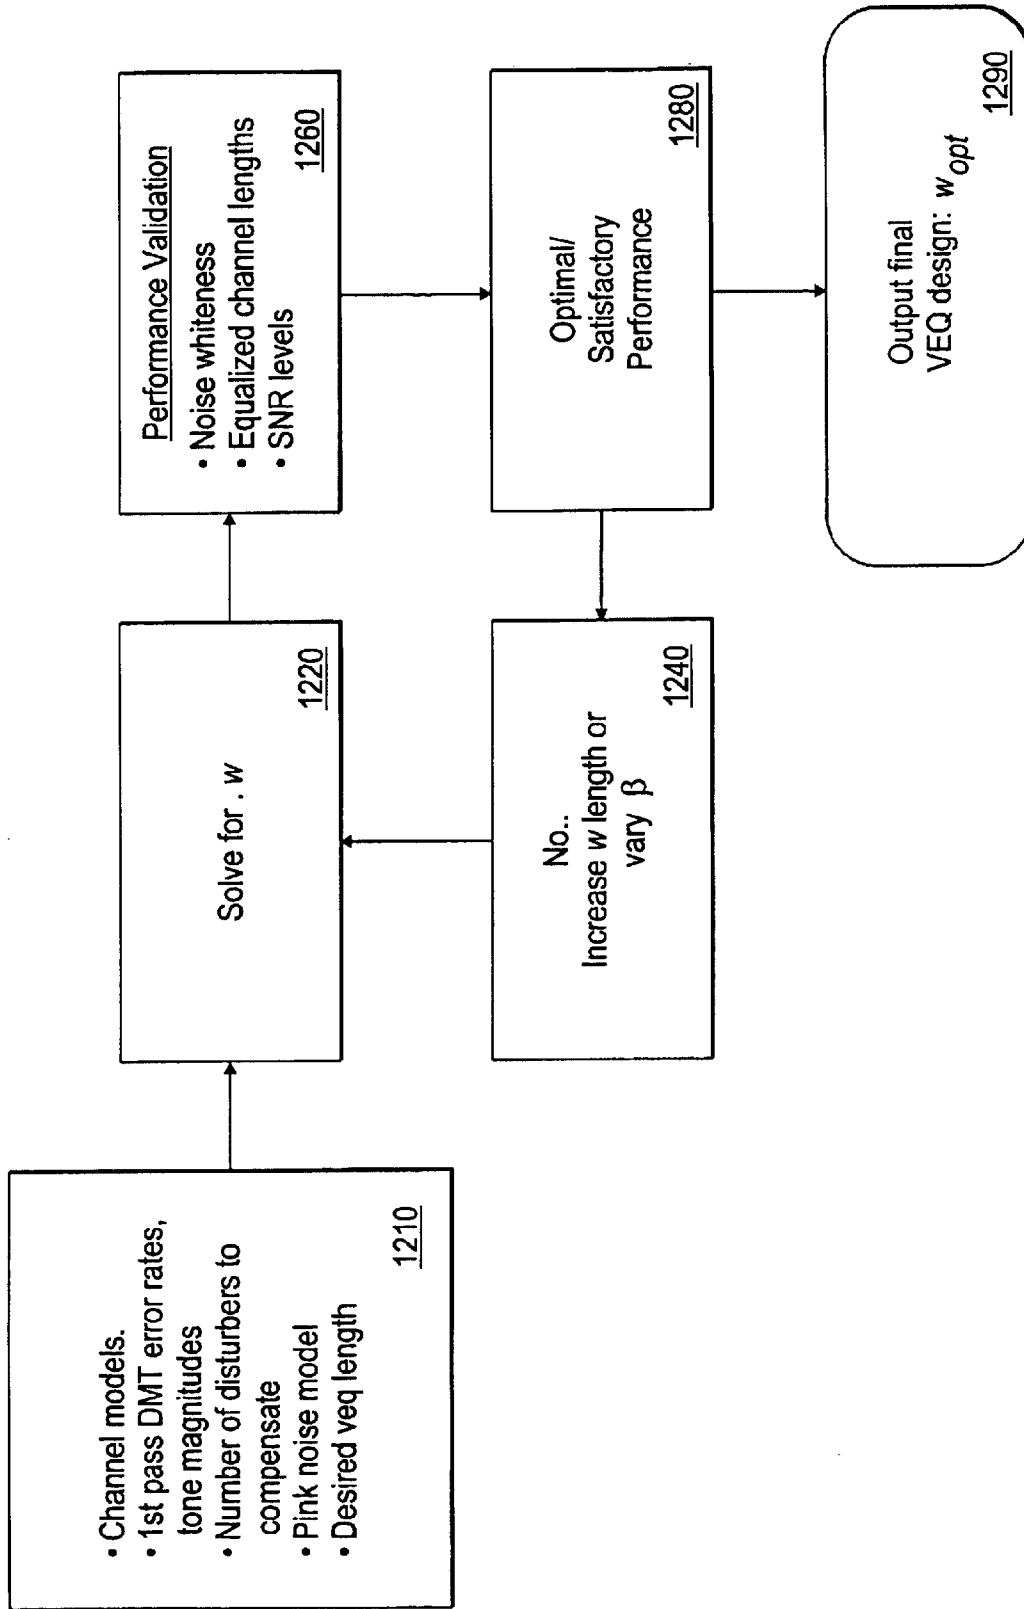 • Channel models.
• 1st pass DMT error rates,
tone magnitudes
• Number of disturbers to
compensate
• Pink noise model
• Desired veq length
1210
Solve for . w
1220
Performance Validation
• Noise whiteness
• Equalized channel lengths
• SNR levels
1260
No..
Increase w length or
vary β
1240
Optimal/
Satisfactory
Performance
1280
Output final
VEQ design: w_opt
1290